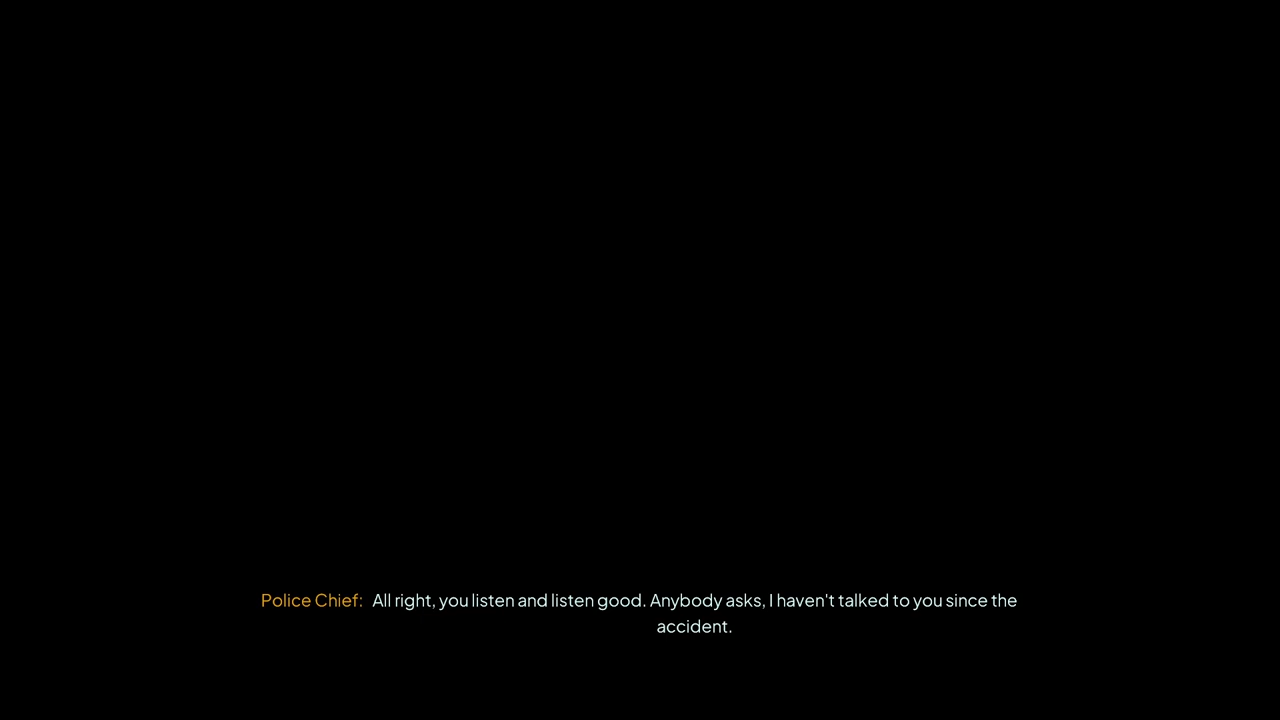 Police Chief: All right, you listen and listen good. Anybody asks, I haven't talked to you since the
accident.